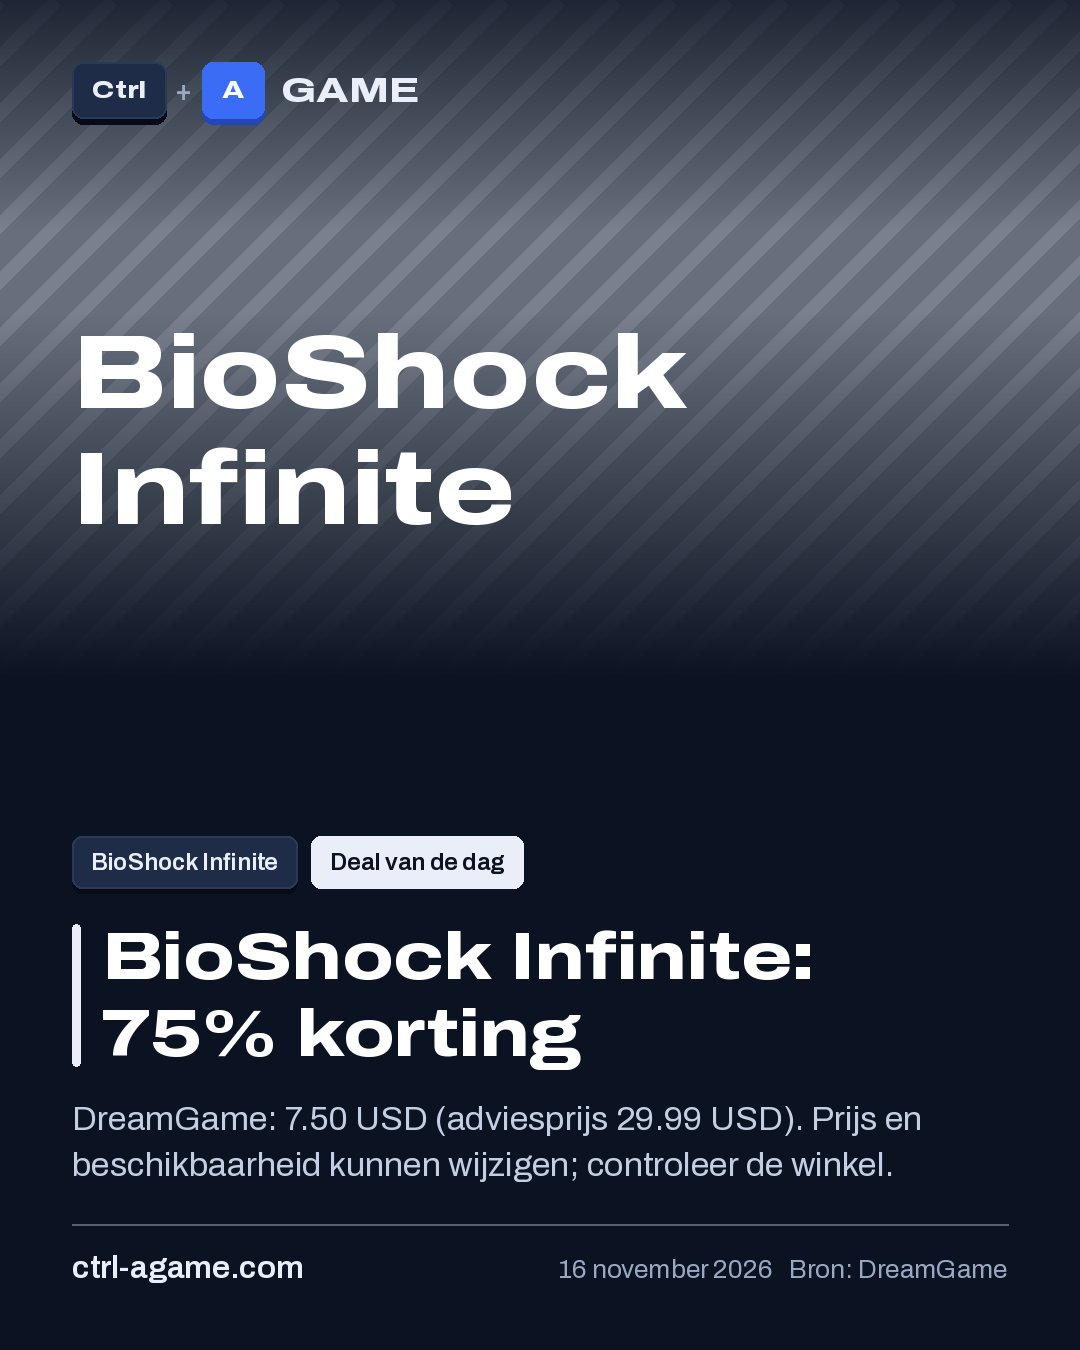 Ctrl + A GAME
BioShock
Infinite
BioShock Infinite Deal van de dag
BioShock Infinite:
75% korting
DreamGame: 7.50 USD (adviesprijs 29.99 USD). Prijs en
beschikbaarheid kunnen wijzigen; controleer de winkel.
ctrl-agame.com 16 november 2026 Bron: DreamGame